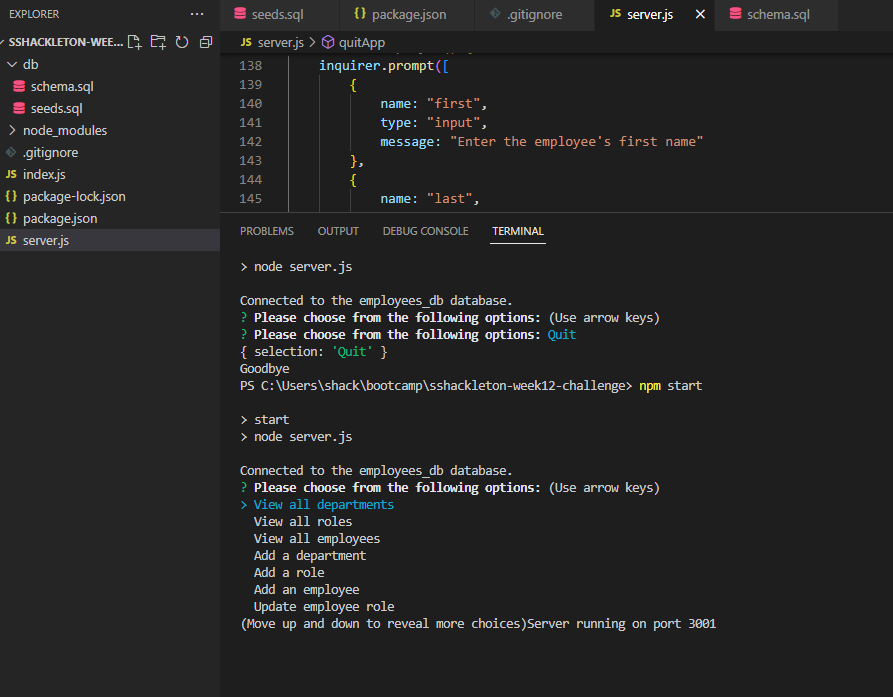 EXPLORER ···
SSHACKLETON-WEE...
db
schema.sql
seeds.sql
node_modules
.gitignore
JS index.js
{} package-lock.json
{} package.json
JS server.js
seeds.sql {} package.json .gitignore JS server.js × schema.sql
JS server.js > quitApp
138 inquirer.prompt([
139 {
140 name: "first",
141 type: "input",
142 message: "Enter the employee's first name"
143 },
144 {
145 name: "last",
PROBLEMS OUTPUT DEBUG CONSOLE TERMINAL
> node server.js
Connected to the employees_db database.
? Please choose from the following options: (Use arrow keys)
? Please choose from the following options: Quit
{ selection: 'Quit' }
Goodbye
PS C:\Users\shack\bootcamp\sshackleton-week12-challenge> npm start
> start
> node server.js
Connected to the employees_db database.
? Please choose from the following options: (Use arrow keys)
> View all departments
View all roles
View all employees
Add a department
Add a role
Add an employee
Update employee role
(Move up and down to reveal more choices)Server running on port 3001